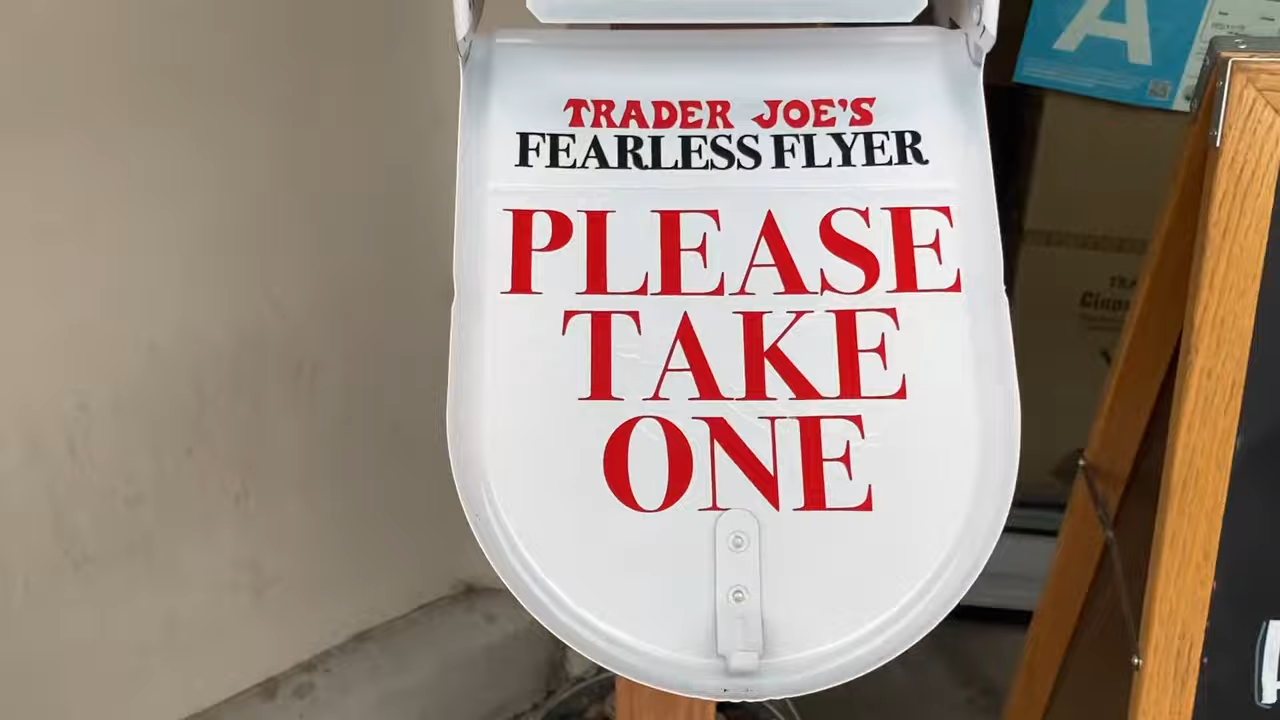 A
TRADER JOE'S
FEARLESS FLYER
PLEASE
TAKE
ONE